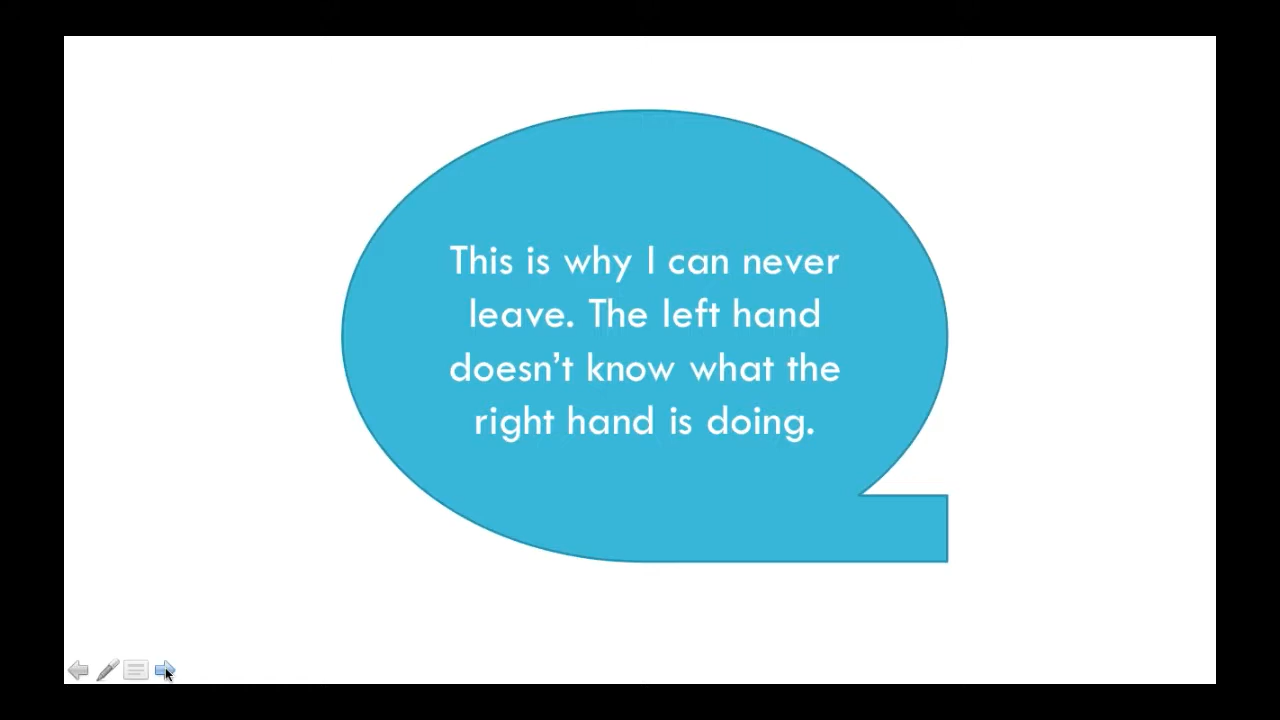 This is why I can never
leave. The left hand
doesn’t know what the
right hand is doing.